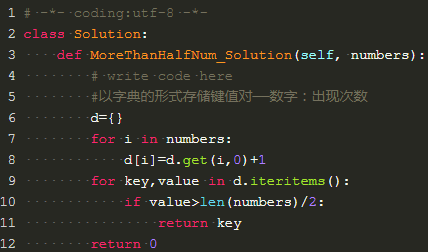 1 # -*- coding:utf-8 -*-
2 class Solution:
3     def MoreThanHalfNum_Solution(self, numbers):
4         # write code here
5         #以字典的形式存储键值对——数字：出现次数
6         d={}
7         for i in numbers:
8             d[i]=d.get(i,0)+1
9         for key,value in d.iteritems():
10             if value>len(numbers)/2:
11                 return key
12         return 0